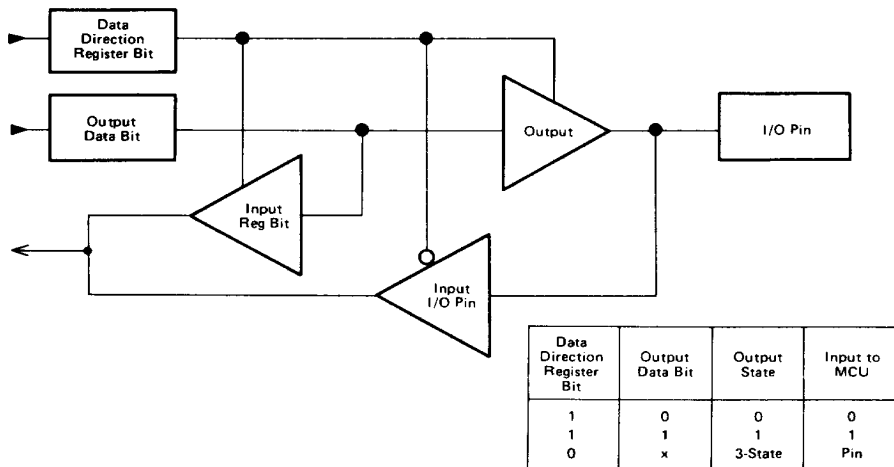 Data
Direction
Register Bit
Output
Data Bit
Output
I/O Pin
Input
Reg Bit
Input
I/O Pin
Data
Direction
Register
Bit
Output
Data Bit
Output
State
Input to
MCU
1 0 0 0
1 1 1 1
0 x 3-State Pin